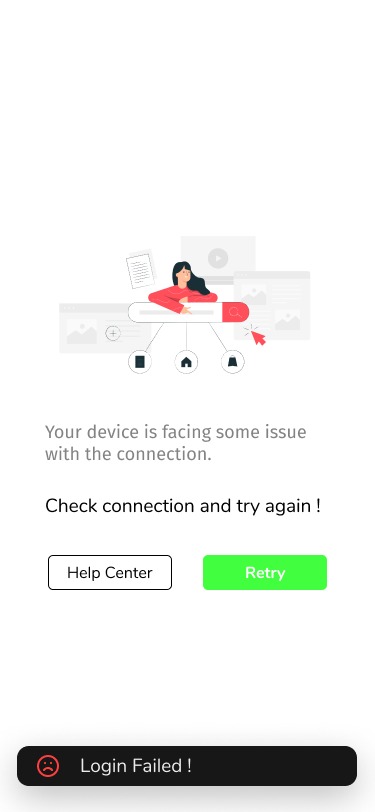 Your device is facing some issue
with the connection.
Check connection and try again !
Help Center
Retry
Login Failed !